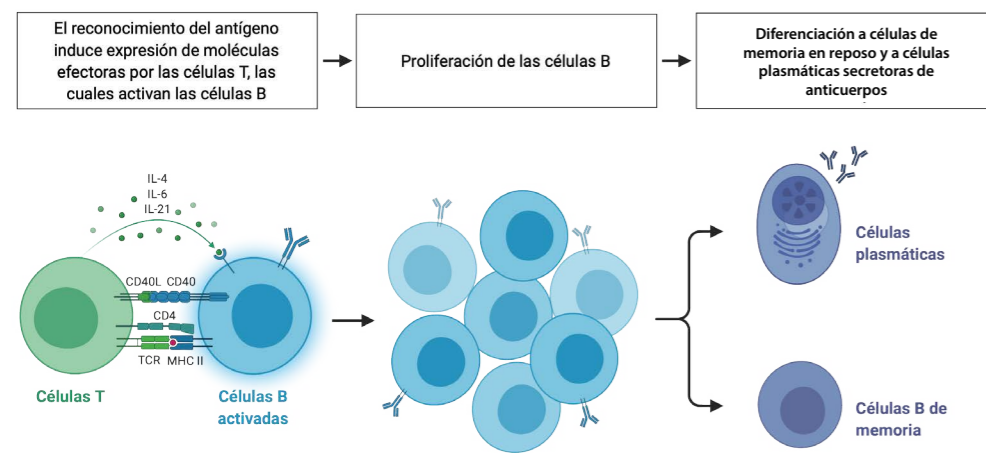 El reconocimiento del antígeno
induce expresión de moléculas
efectoras por las células T, las
cuales activan las células B
Proliferación de las células B
Diferenciación a células de
memoria en reposo y a células
plasmáticas secretoras de
anticuerpos
IL-4
IL-6
IL-21
CD40L CD40
CD4
TCR MHC II
Células T
Células B
activadas
Células
plasmáticas
Células B de
memoria